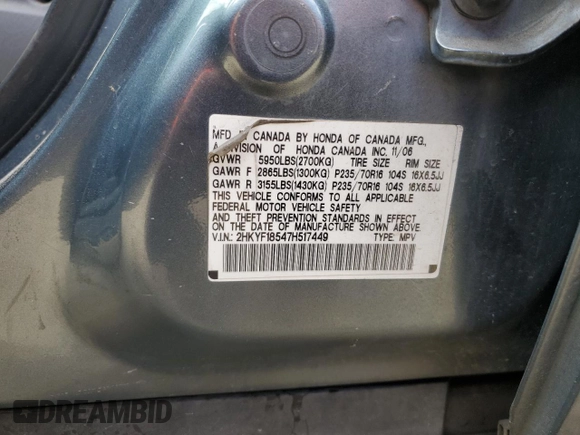 MFD IN CANADA BY HONDA OF CANADA MFG.,
A DIVISION OF HONDA CANADA INC. 11/06
GVWR 5950LBS(2700KG) TIRE SIZE RIM SIZE
GAWR F 2865LBS(1300KG) P235/70R16 104S 16X6.5JJ
GAWR R 3155LBS(1430KG) P235/70R16 104S 16X6.5JJ
THIS VEHICLE CONFORMS TO ALL APPLICABLE
FEDERAL MOTOR VEHICLE SAFETY
AND THEFT PREVENTION STANDARDS IN EFFECT
ON THE DATE OF MANUFACTURE SHOWN ABOVE.
V.I.N.: 2HKYF18547H517449 TYPE: MPV
DREAMBID